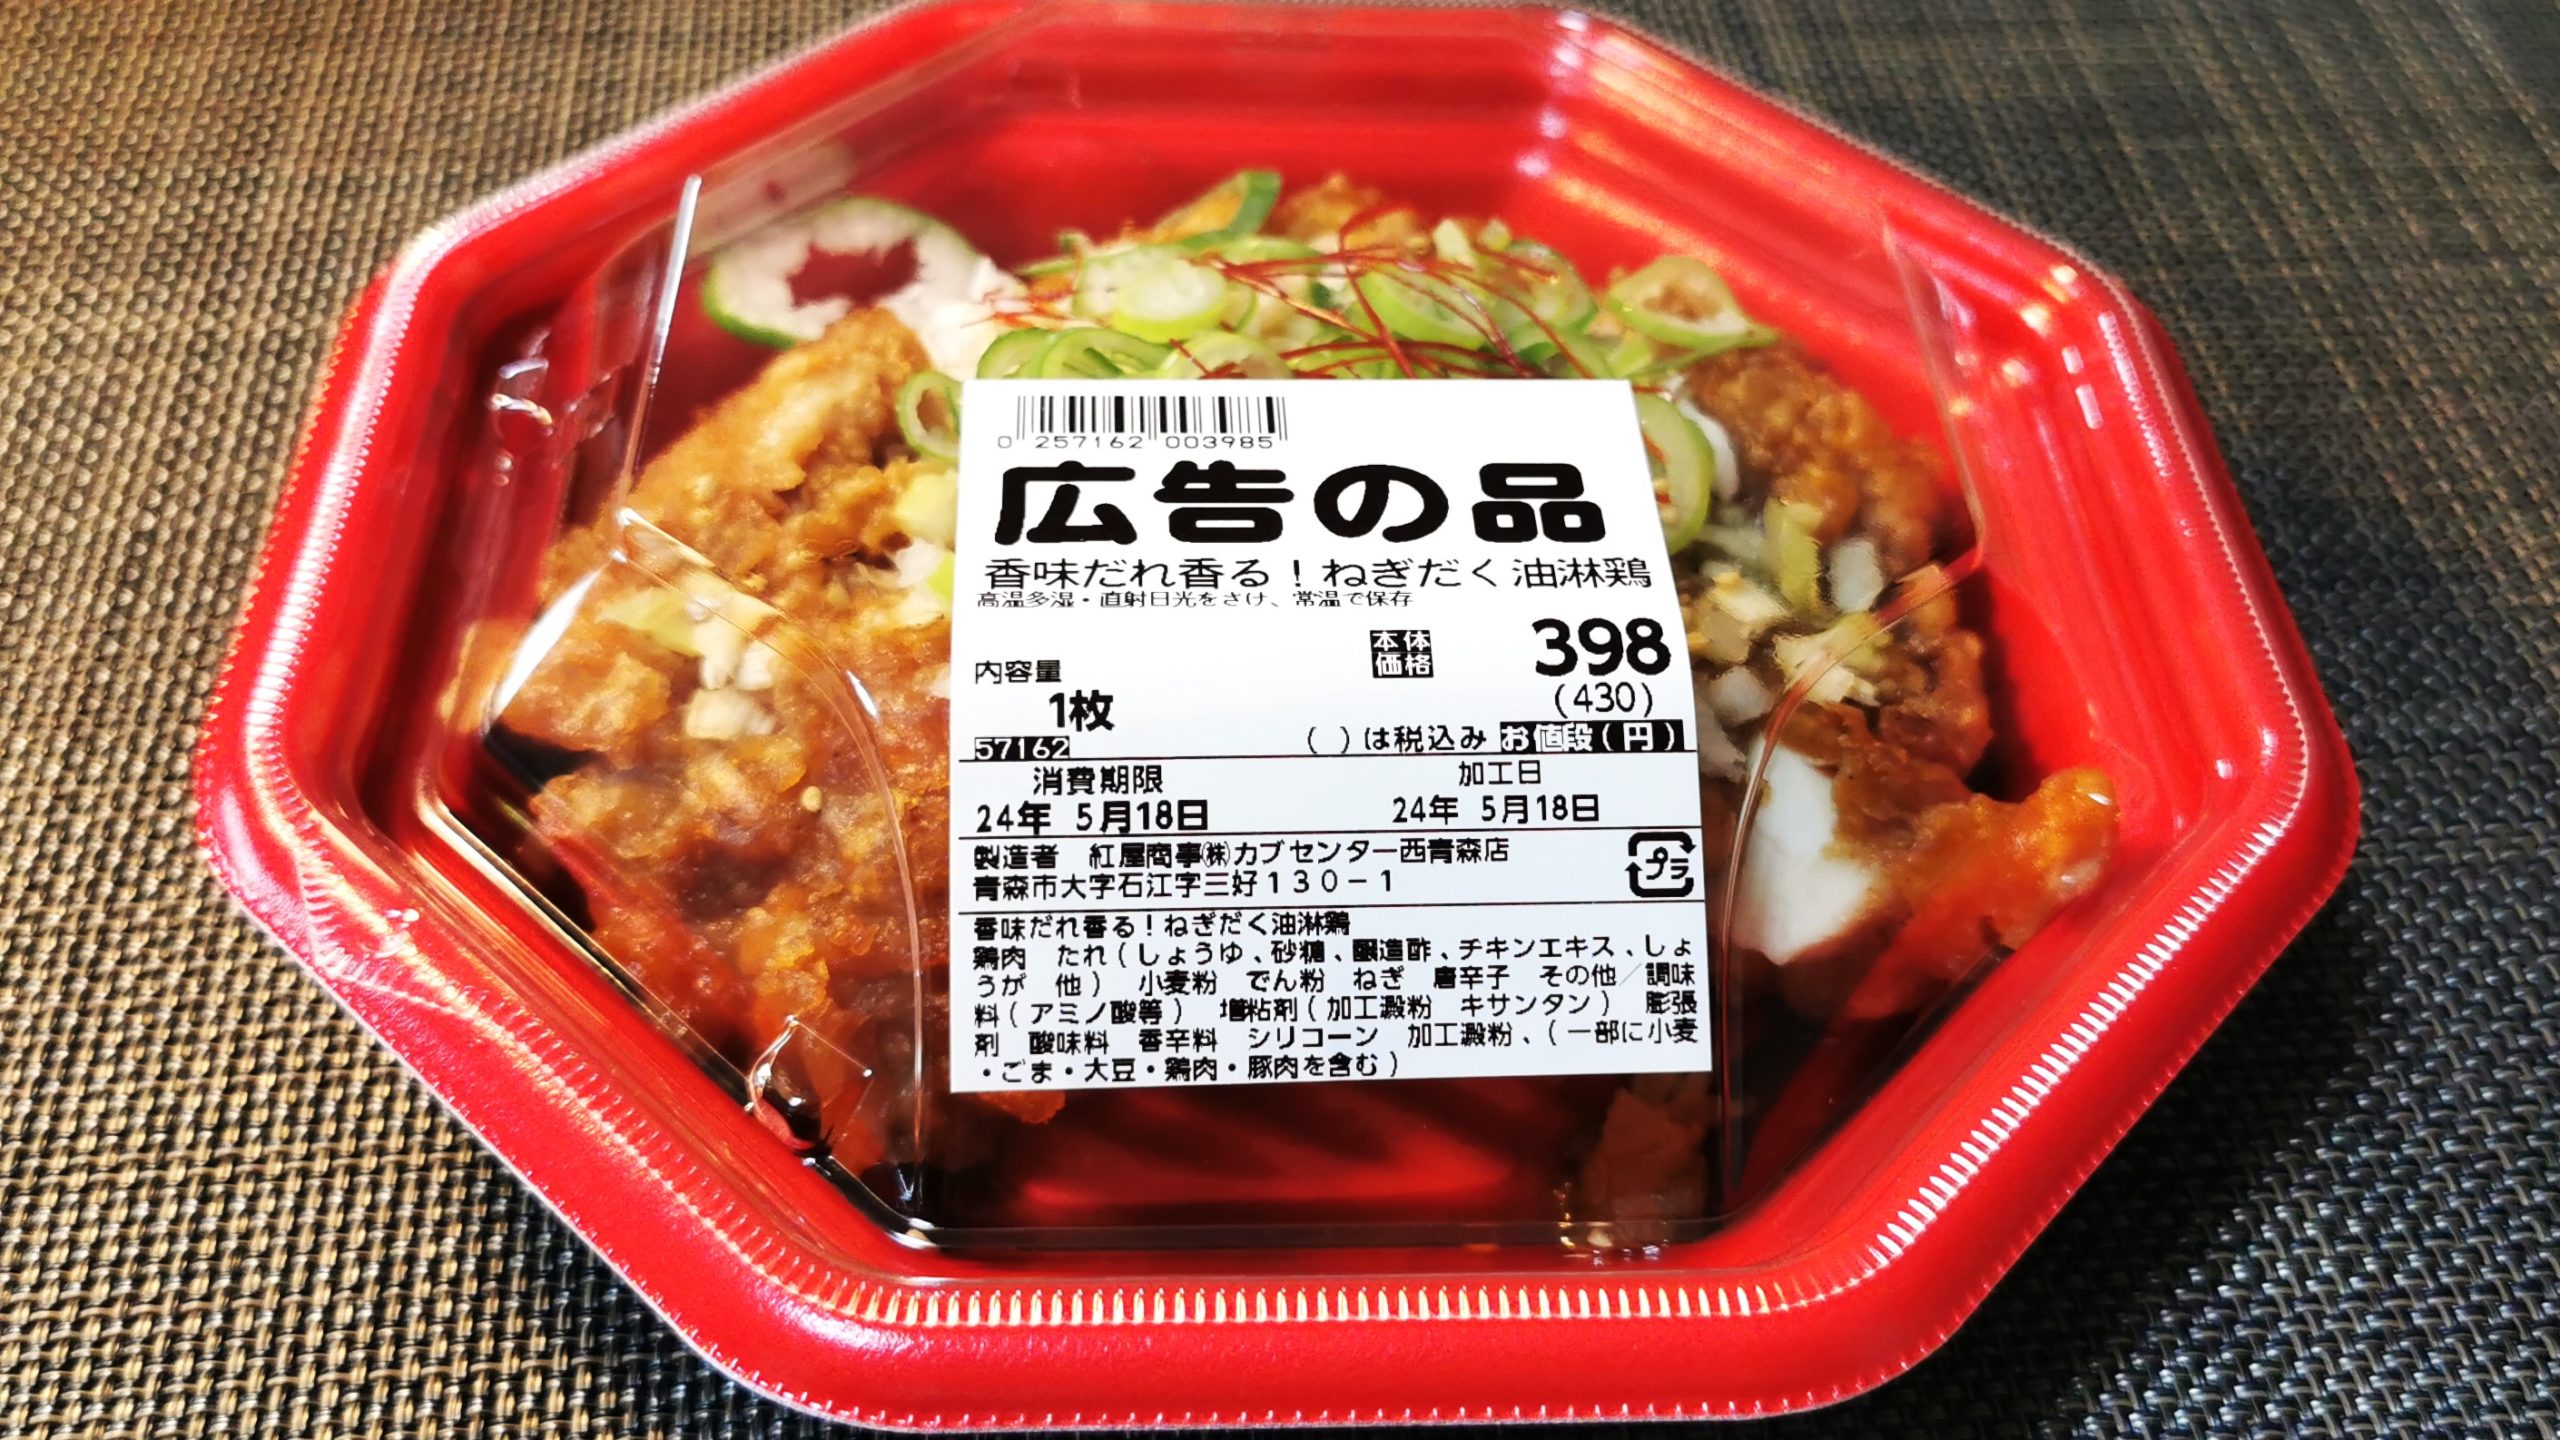 0 257162 003985
広告の品
香味だれ香る！ねぎだく油淋鶏
高温多湿・直射日光をさけ、常温で保存
本体価格 398
(430)
内容量
1枚
57162 ( )は税込み お値段(円)
消費期限 加工日
24年 5月18日 24年 5月18日
製造者 紅屋商事㈱カブセンター西青森店
青森市大字石江字三好１３０－１
プラ
香味だれ香る！ねぎだく油淋鶏
鶏肉 たれ(しょうゆ、砂糖、醸造酢、チキンエキス、しょ
うが 他) 小麦粉 でん粉 ねぎ 唐辛子 その他／調味
料(アミノ酸等) 増粘剤(加工澱粉 キサンタン) 膨張
剤 酸味料 香辛料 シリコーン 加工澱粉、(一部に小麦
・ごま・大豆・鶏肉・豚肉を含む)